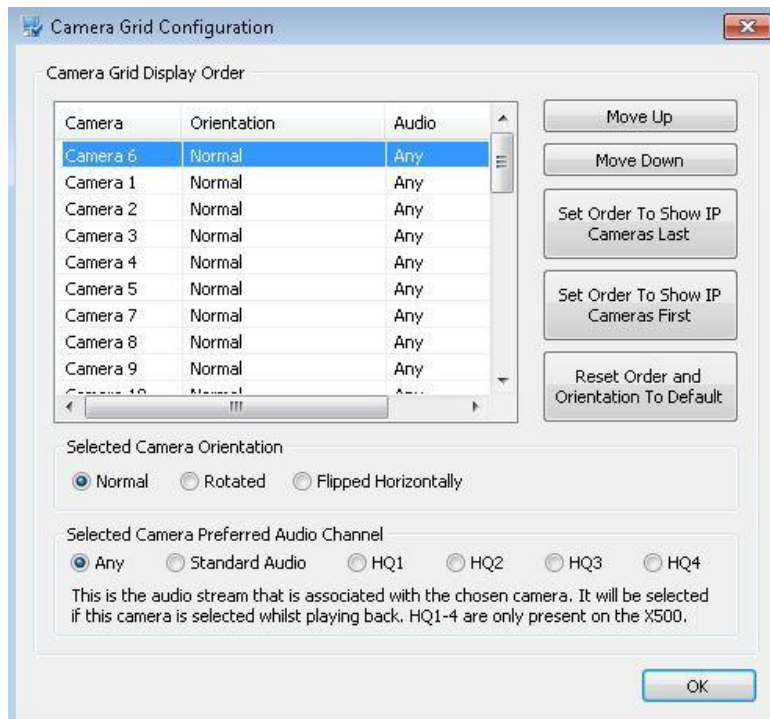 Camera Grid Configuration
Camera Grid Display Order
Camera Orientation Audio
Camera 6 Normal Any
Camera 1 Normal Any
Camera 2 Normal Any
Camera 3 Normal Any
Camera 4 Normal Any
Camera 5 Normal Any
Camera 7 Normal Any
Camera 8 Normal Any
Camera 9 Normal Any
Camera 10 Normal Any
Move Up
Move Down
Set Order To Show IP
Cameras Last
Set Order To Show IP
Cameras First
Reset Order and
Orientation To Default
Selected Camera Orientation
Normal Rotated Flipped Horizontally
Selected Camera Preferred Audio Channel
Any Standard Audio HQ1 HQ2 HQ3 HQ4
This is the audio stream that is associated with the chosen camera. It will be selected
if this camera is selected whilst playing back. HQ1-4 are only present on the X500.
OK